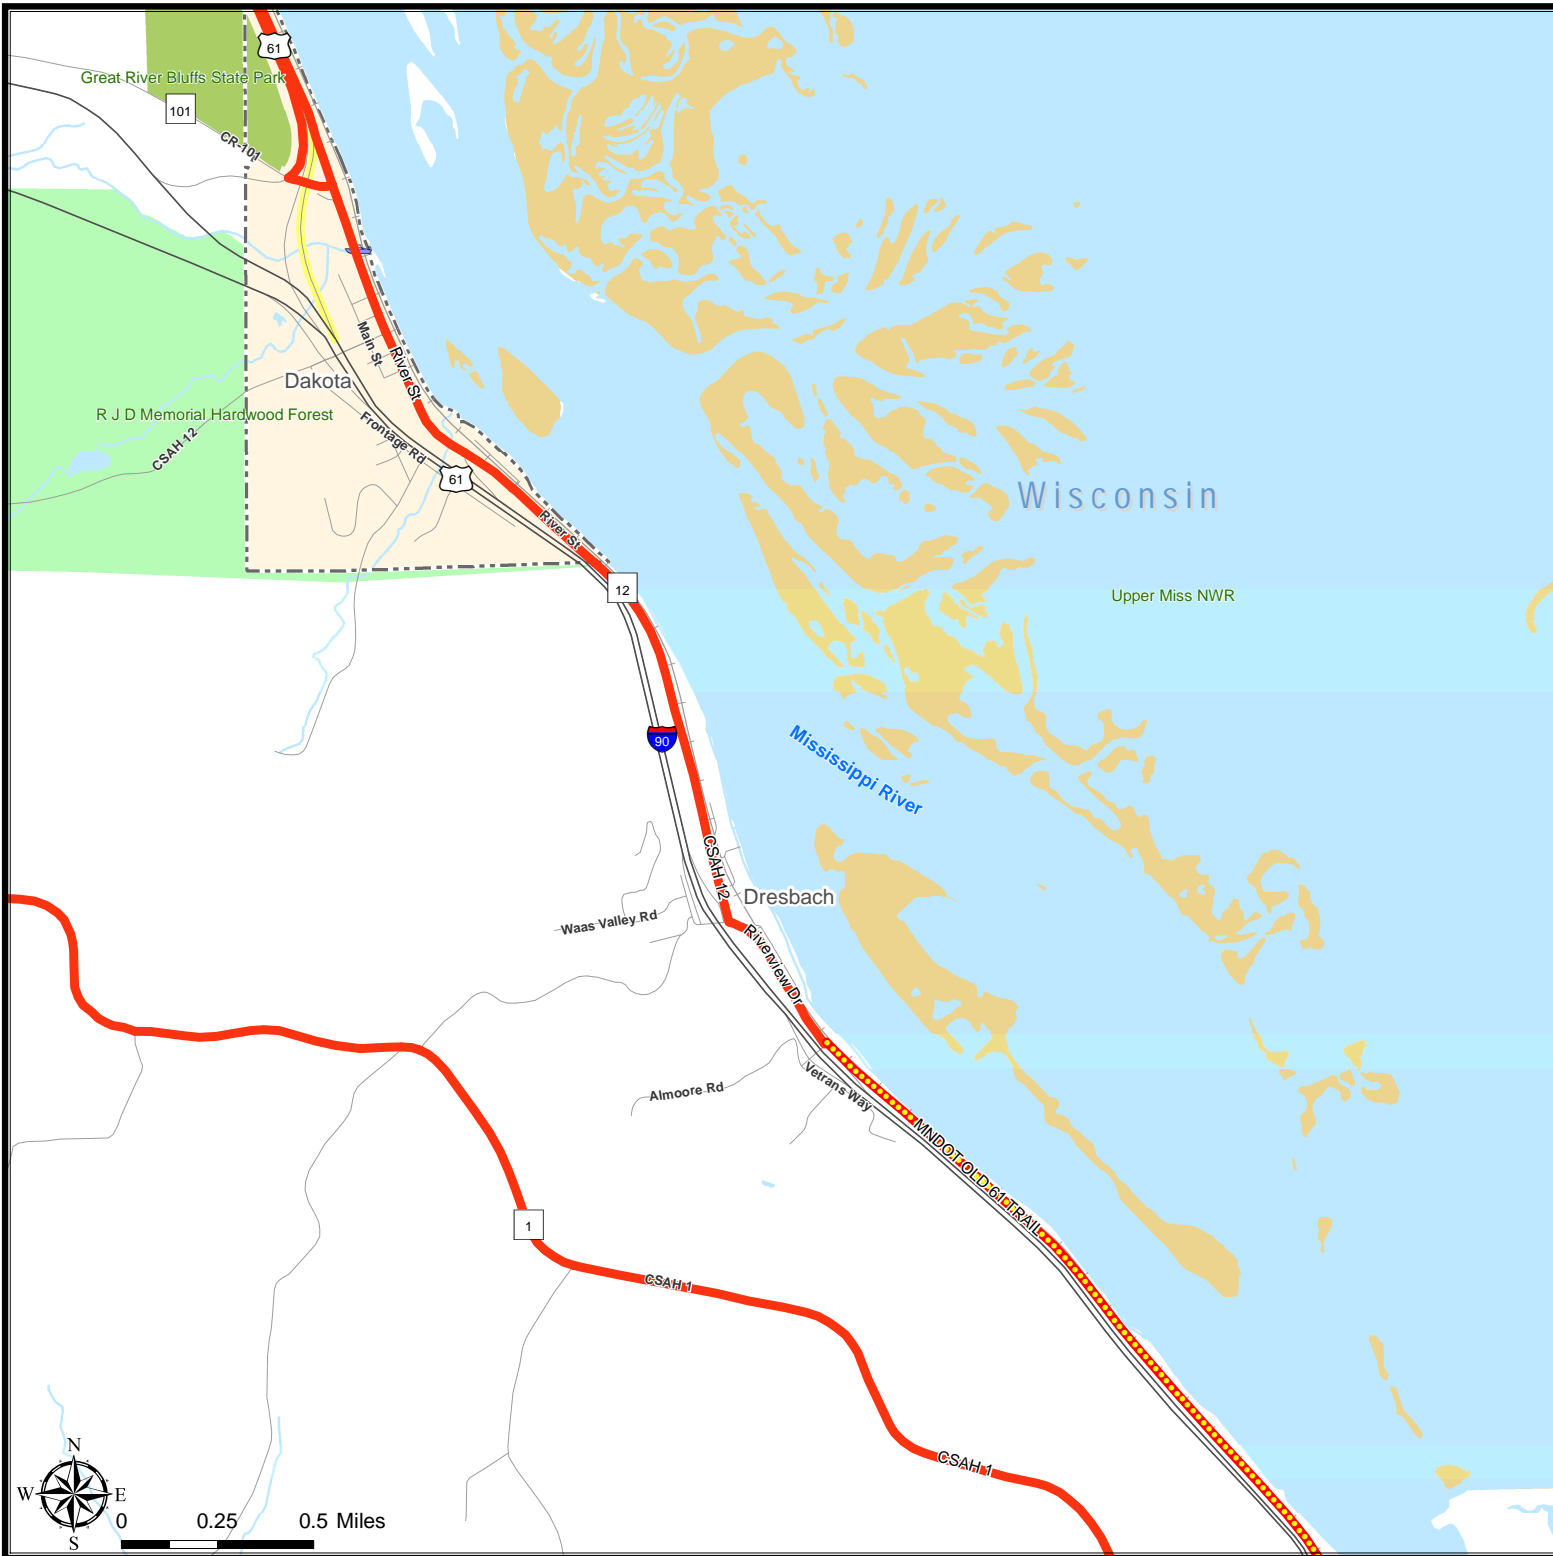 61
Great River Bluffs State Park
101
CR-101
Main St
River St
Dakota
R J D Memorial Hardwood Forest
CSAH 12
Frontage Rd
61
Wisconsin
River St
12
Upper Miss NWR
90
Mississippi River
CSAH 12
Dresbach
Waas Valley Rd
Riverview Dr
Almoore Rd
Vetrans Way
MNDOT OLD 61 TRAIL
1
CSAH 1
CSAH 1
N
W E
S
0 0.25 0.5 Miles